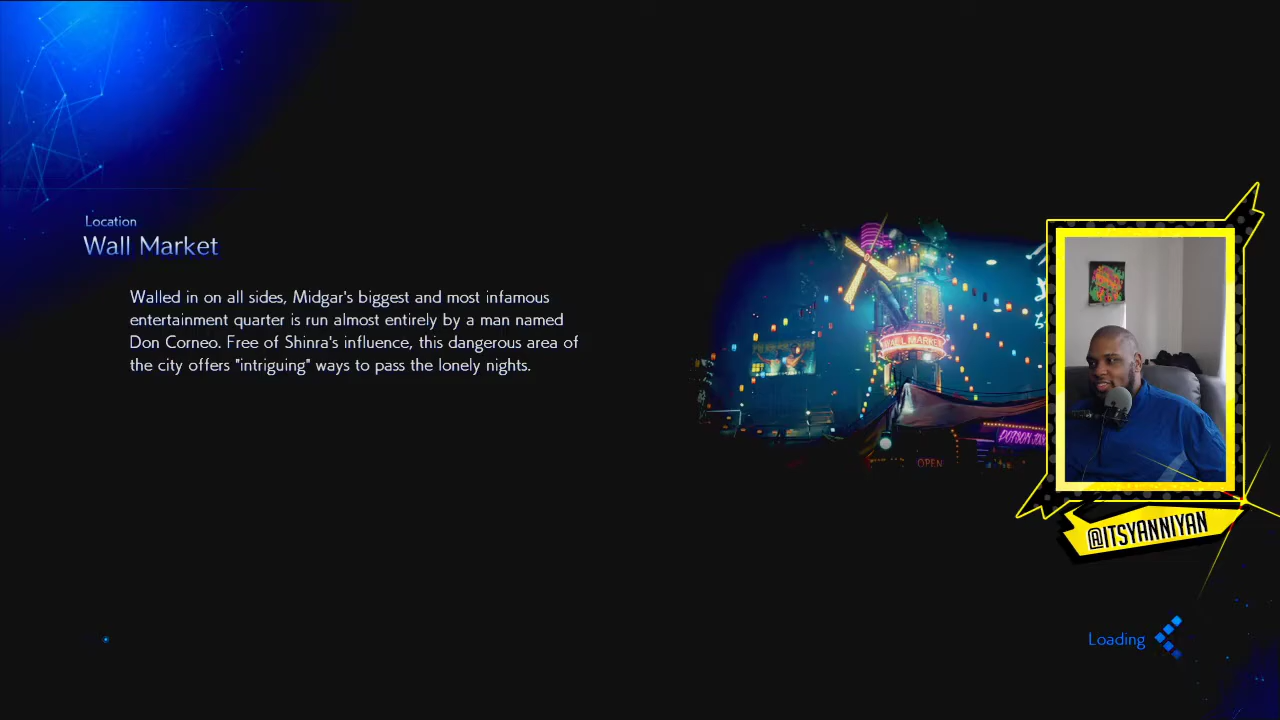 Location
Wall Market
Walled in on all sides, Midgar's biggest and most infamous
entertainment quarter is run almost entirely by a man named
Don Corneo. Free of Shinra's influence, this dangerous area of
the city offers "intriguing" ways to pass the lonely nights.
WALL MARKET
OPEN
@ITSYANNIYAN
Loading